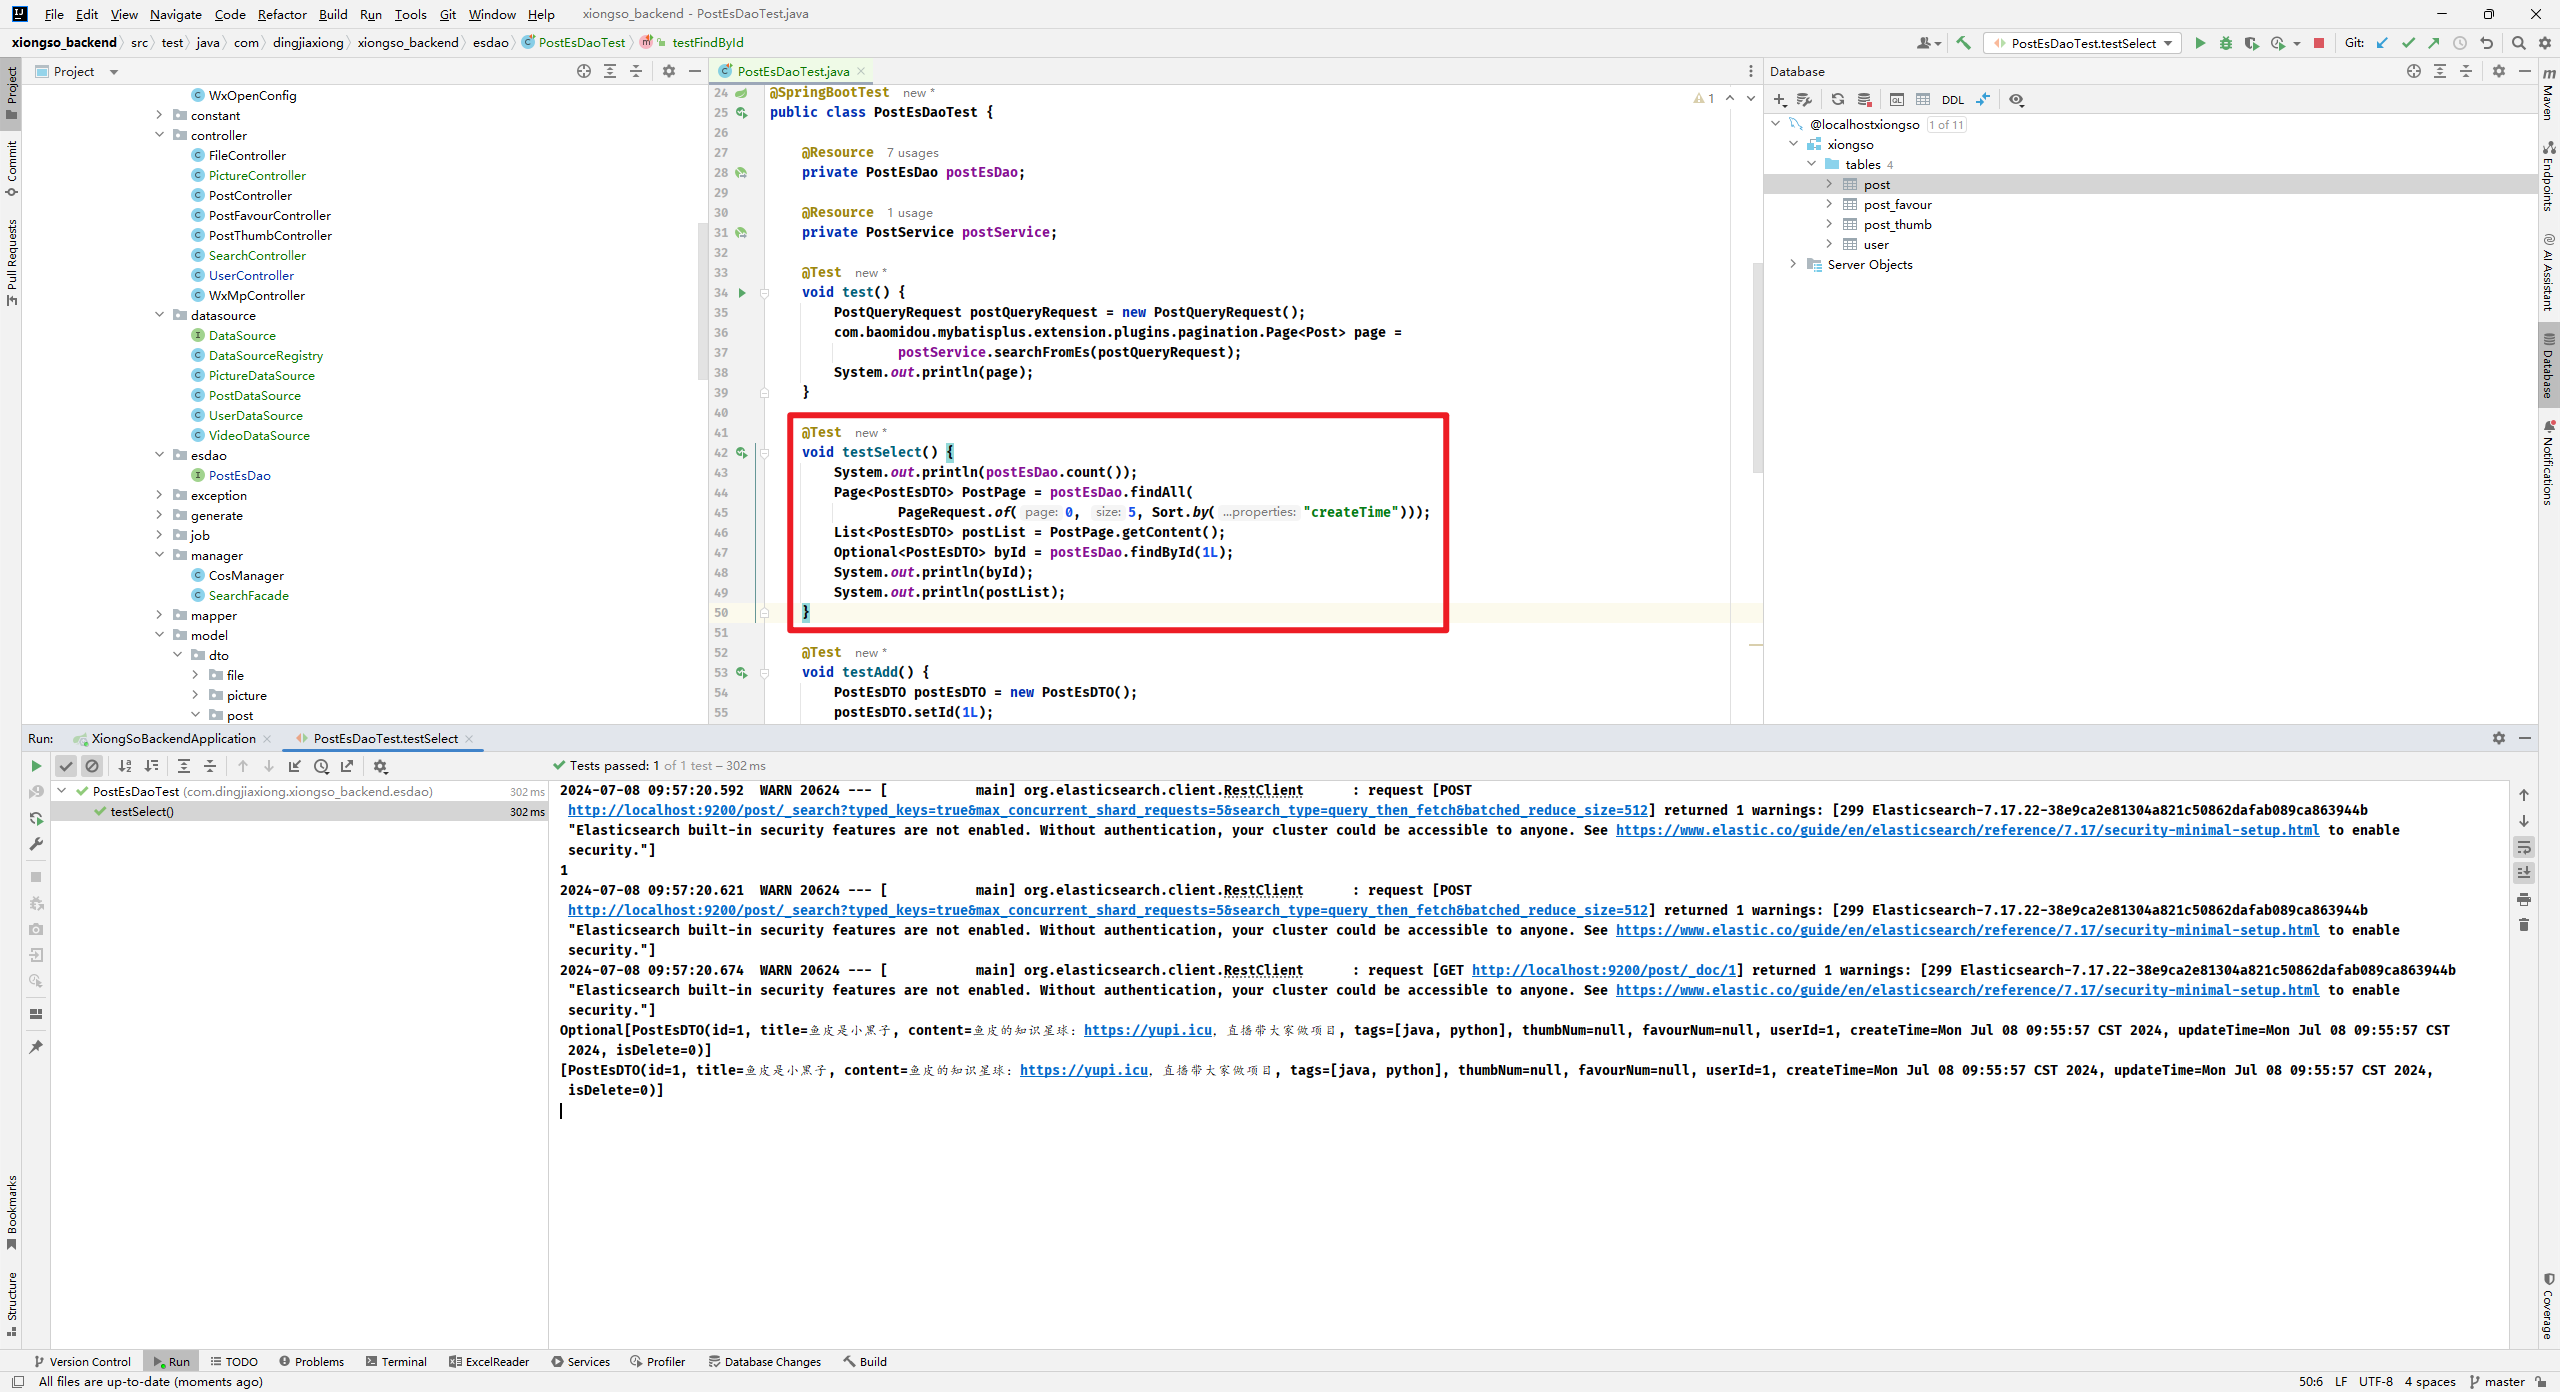 File Edit View Navigate Code Refactor Build Run Tools Git Window Help xiongso_backend - PostEsDaoTest.java
xiongso_backend src test java com dingjiaxiong xiongso_backend esdao PostEsDaoTest testFindById
PostEsDaoTest.testSelect Git:
Project
PostEsDaoTest.java
Database
Project
Commit
Pull Requests
Bookmarks
Structure
WxOpenConfig
constant
controller
FileController
PictureController
PostController
PostFavourController
PostThumbController
SearchController
UserController
WxMpController
datasource
DataSource
DataSourceRegistry
PictureDataSource
PostDataSource
UserDataSource
VideoDataSource
esdao
PostEsDao
exception
generate
job
manager
CosManager
SearchFacade
mapper
model
dto
file
picture
post
24 @SpringBootTest new *
1
25 public class PostEsDaoTest {
26
27 @Resource 7 usages
28 private PostEsDao postEsDao;
29
30 @Resource 1 usage
31 private PostService postService;
32
33 @Test new *
34 void test() {
35 PostQueryRequest postQueryRequest = new PostQueryRequest();
36 com.baomidou.mybatisplus.extension.plugins.pagination.Page<Post> page =
37 postService.searchFromEs(postQueryRequest);
38 System.out.println(page);
39 }
40
41 @Test new *
42 void testSelect() {
43 System.out.println(postEsDao.count());
44 Page<PostEsDTO> PostPage = postEsDao.findAll(
45 PageRequest.of( page: 0, size: 5, Sort.by( ...properties: "createTime")));
46 List<PostEsDTO> postList = PostPage.getContent();
47 Optional<PostEsDTO> byId = postEsDao.findById(1L);
48 System.out.println(byId);
49 System.out.println(postList);
50 }
51
52 @Test new *
53 void testAdd() {
54 PostEsDTO postEsDTO = new PostEsDTO();
55 postEsDTO.setId(1L);
DDL
@localhostxiongso 1 of 11
xiongso
tables 4
post
post_favour
post_thumb
user
Server Objects
Maven
Endpoints
AI Assistant
Database
Notifications
Coverage
Run: XiongSoBackendApplication PostEsDaoTest.testSelect
Tests passed: 1 of 1 test – 302 ms
PostEsDaoTest (com.dingjiaxiong.xiongso_backend.esdao) 302 ms
testSelect() 302 ms
2024-07-08 09:57:20.592 WARN 20624 --- [ main] org.elasticsearch.client.RestClient : request [POST
http://localhost:9200/post/_search?typed_keys=true&max_concurrent_shard_requests=5&search_type=query_then_fetch&batched_reduce_size=512] returned 1 warnings: [299 Elasticsearch-7.17.22-38e9ca2e81304a821c50862dafab089ca863944b
"Elasticsearch built-in security features are not enabled. Without authentication, your cluster could be accessible to anyone. See https://www.elastic.co/guide/en/elasticsearch/reference/7.17/security-minimal-setup.html to enable
security."]
1
2024-07-08 09:57:20.621 WARN 20624 --- [ main] org.elasticsearch.client.RestClient : request [POST
http://localhost:9200/post/_search?typed_keys=true&max_concurrent_shard_requests=5&search_type=query_then_fetch&batched_reduce_size=512] returned 1 warnings: [299 Elasticsearch-7.17.22-38e9ca2e81304a821c50862dafab089ca863944b
"Elasticsearch built-in security features are not enabled. Without authentication, your cluster could be accessible to anyone. See https://www.elastic.co/guide/en/elasticsearch/reference/7.17/security-minimal-setup.html to enable
security."]
2024-07-08 09:57:20.674 WARN 20624 --- [ main] org.elasticsearch.client.RestClient : request [GET http://localhost:9200/post/_doc/1] returned 1 warnings: [299 Elasticsearch-7.17.22-38e9ca2e81304a821c50862dafab089ca863944b
"Elasticsearch built-in security features are not enabled. Without authentication, your cluster could be accessible to anyone. See https://www.elastic.co/guide/en/elasticsearch/reference/7.17/security-minimal-setup.html to enable
security."]
Optional[PostEsDTO(id=1, title=鱼皮是小黑子, content=鱼皮的知识星球：https://yupi.icu，直播带大家做项目, tags=[java, python], thumbNum=null, favourNum=null, userId=1, createTime=Mon Jul 08 09:55:57 CST 2024, updateTime=Mon Jul 08 09:55:57 CST
2024, isDelete=0)]
[PostEsDTO(id=1, title=鱼皮是小黑子, content=鱼皮的知识星球：https://yupi.icu，直播带大家做项目, tags=[java, python], thumbNum=null, favourNum=null, userId=1, createTime=Mon Jul 08 09:55:57 CST 2024, updateTime=Mon Jul 08 09:55:57 CST 2024,
isDelete=0)]
Version Control Run TODO Problems Terminal ExcelReader Services Profiler Database Changes Build
All files are up-to-date (moments ago) 50:6 LF UTF-8 4 spaces master